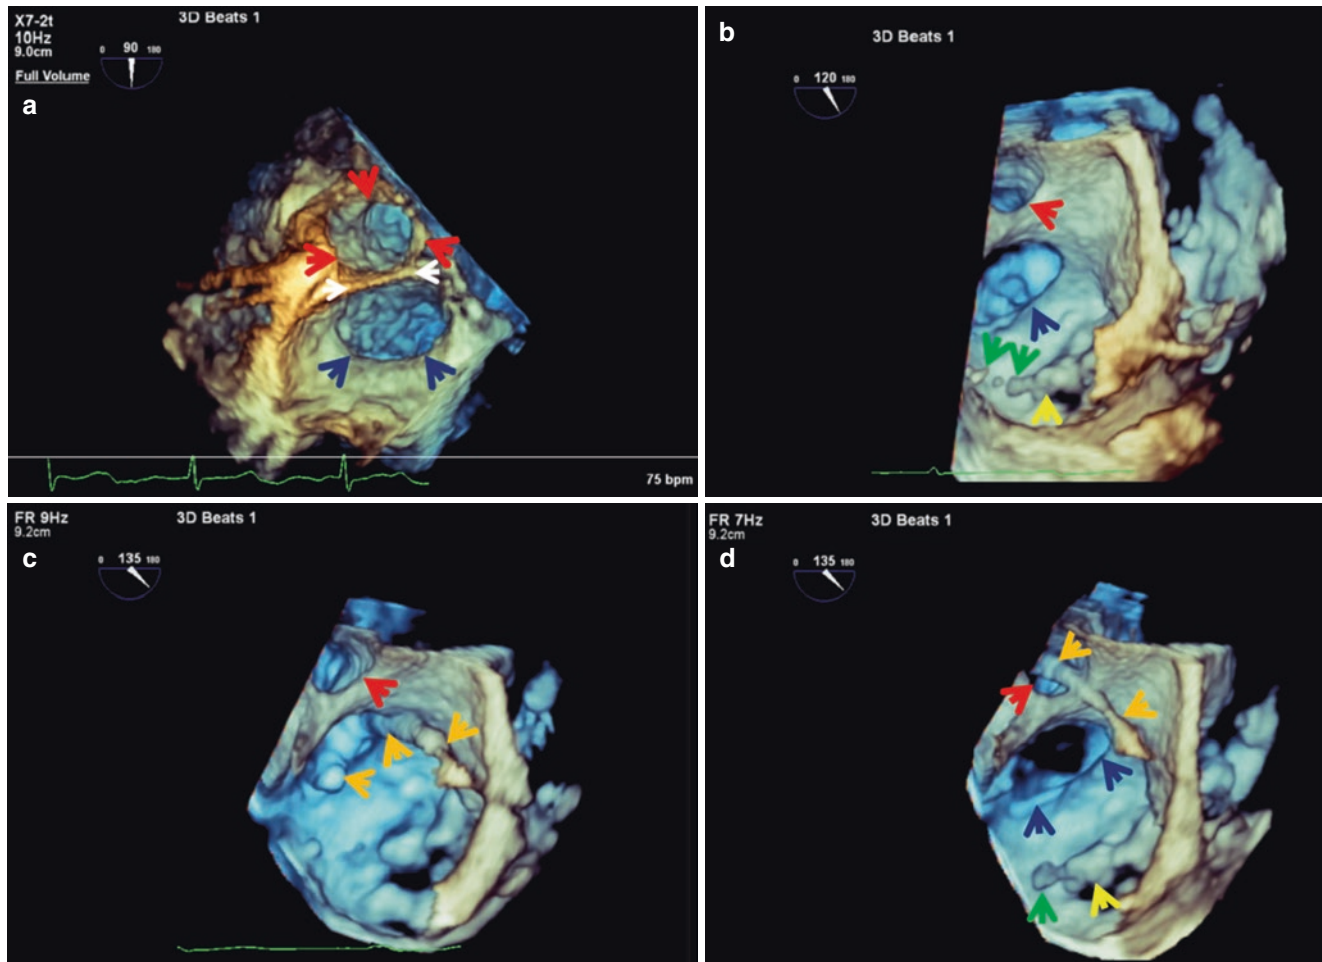 X7-2t
10Hz
9.0cm
Full Volume
0 90 180
3D Beats 1
a
75 bpm
b
3D Beats 1
0 120 180
FR 9Hz
9.2cm
3D Beats 1
0 135 180
c
FR 7Hz
9.2cm
3D Beats 1
0 135 180
d